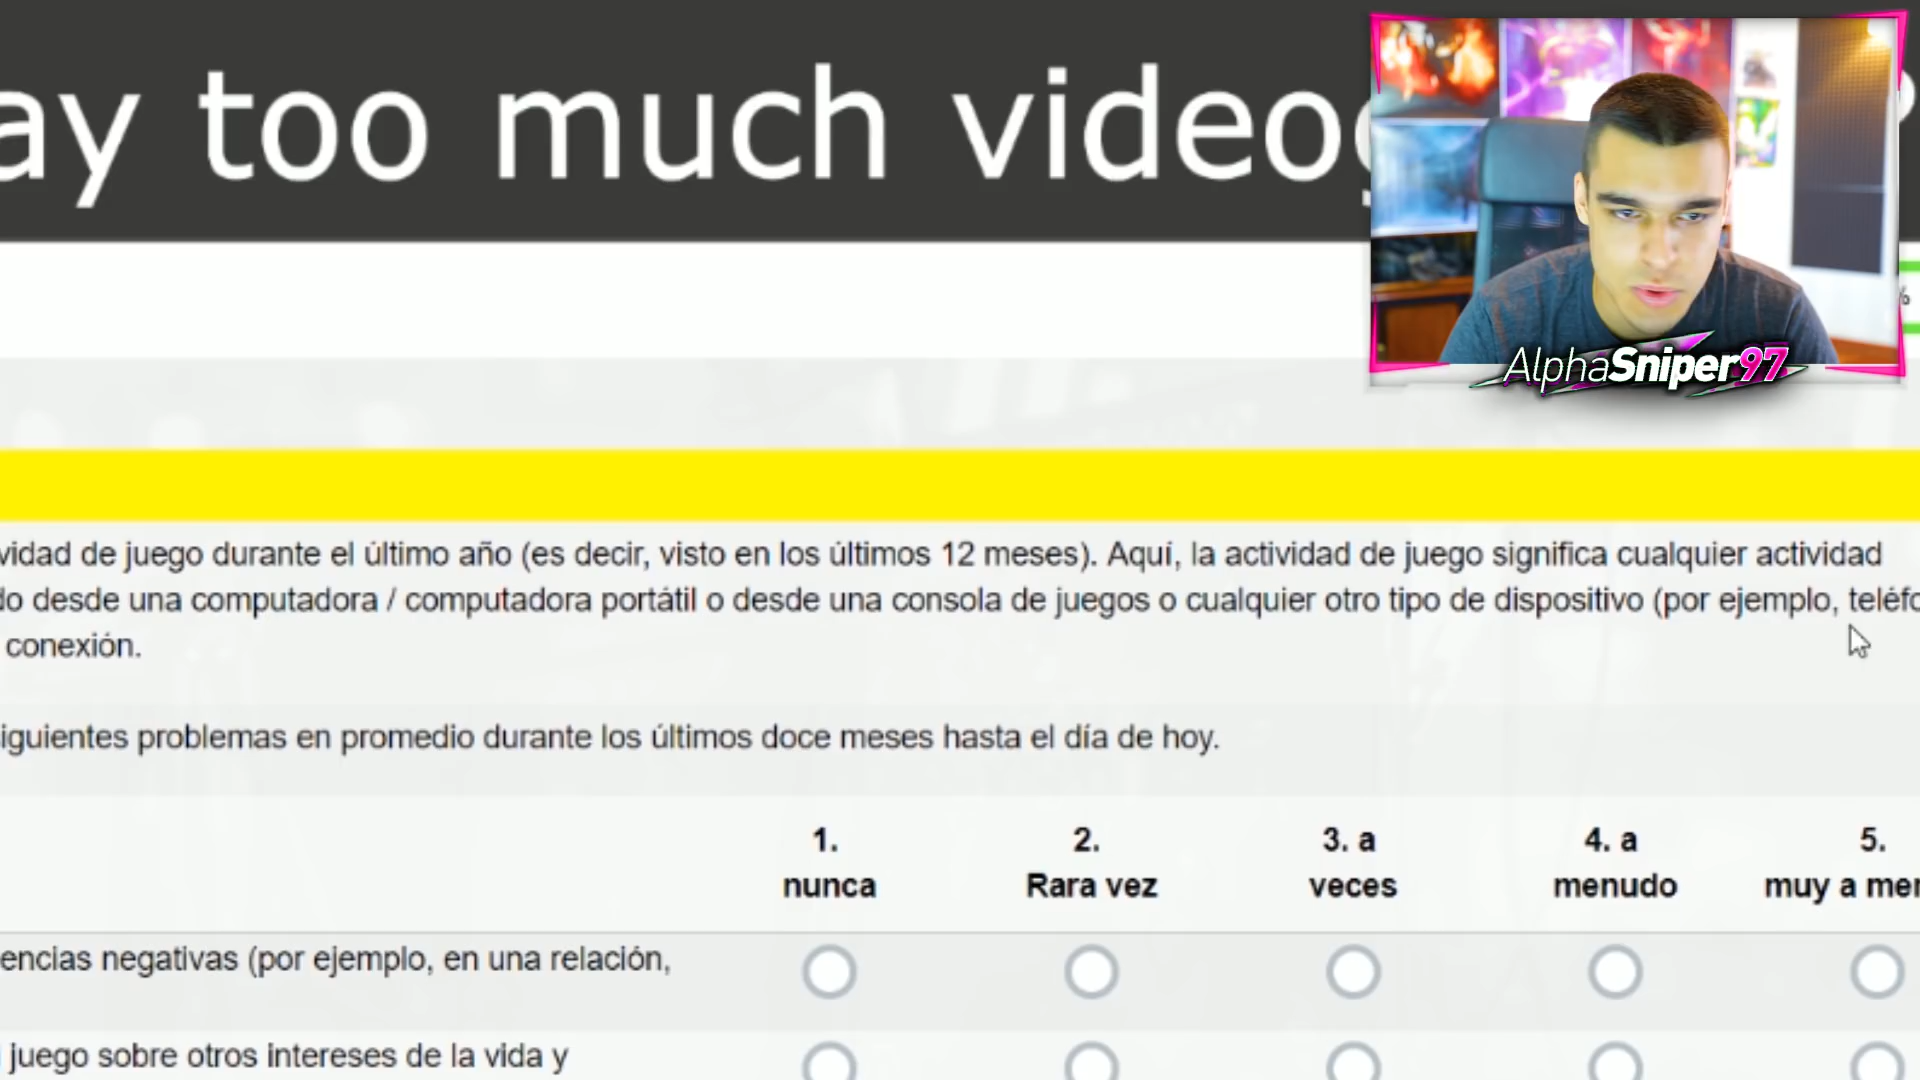 ay too much videog
AlphaSniper97
%
vidad de juego durante el último año (es decir, visto en los últimos 12 meses). Aquí, la actividad de juego significa cualquier actividad
do desde una computadora / computadora portátil o desde una consola de juegos o cualquier otro tipo de dispositivo (por ejemplo, teléfo
conexión.
iguientes problemas en promedio durante los últimos doce meses hasta el día de hoy.
1. nunca
2. Rara vez
3. a veces
4. a menudo
5. muy a men
encias negativas (por ejemplo, en una relación,
juego sobre otros intereses de la vida y